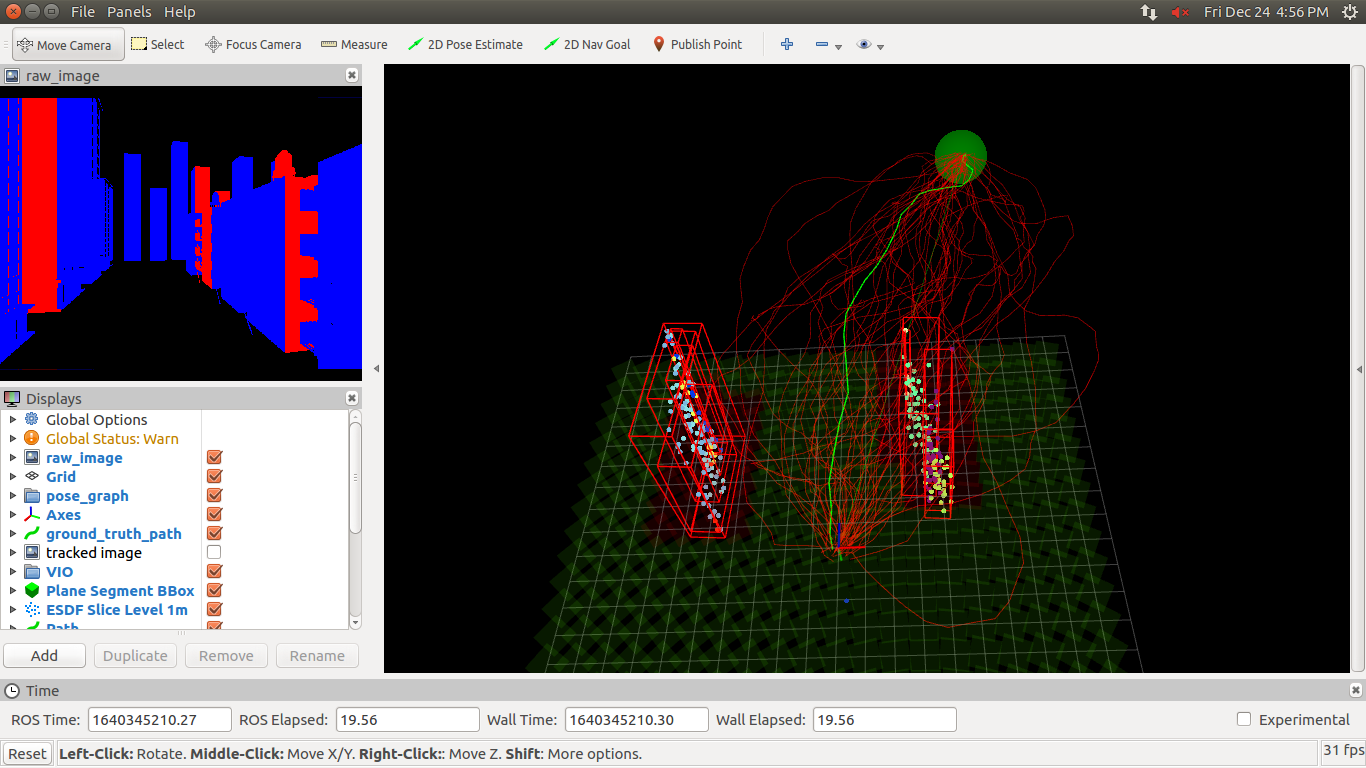 File Panels Help Fri Dec 24 4:56 PM
Move Camera Select Focus Camera Measure 2D Pose Estimate 2D Nav Goal Publish Point
raw_image
Displays
Global Options
Global Status: Warn
raw_image
Grid
pose_graph
Axes
ground_truth_path
tracked image
VIO
Plane Segment BBox
ESDF Slice Level 1m
Path
Add Duplicate Remove Rename
Time
ROS Time: 1640345210.27 ROS Elapsed: 19.56 Wall Time: 1640345210.30 Wall Elapsed: 19.56 Experimental
Reset Left-Click: Rotate. Middle-Click: Move X/Y. Right-Click:: Move Z. Shift: More options. 31 fps